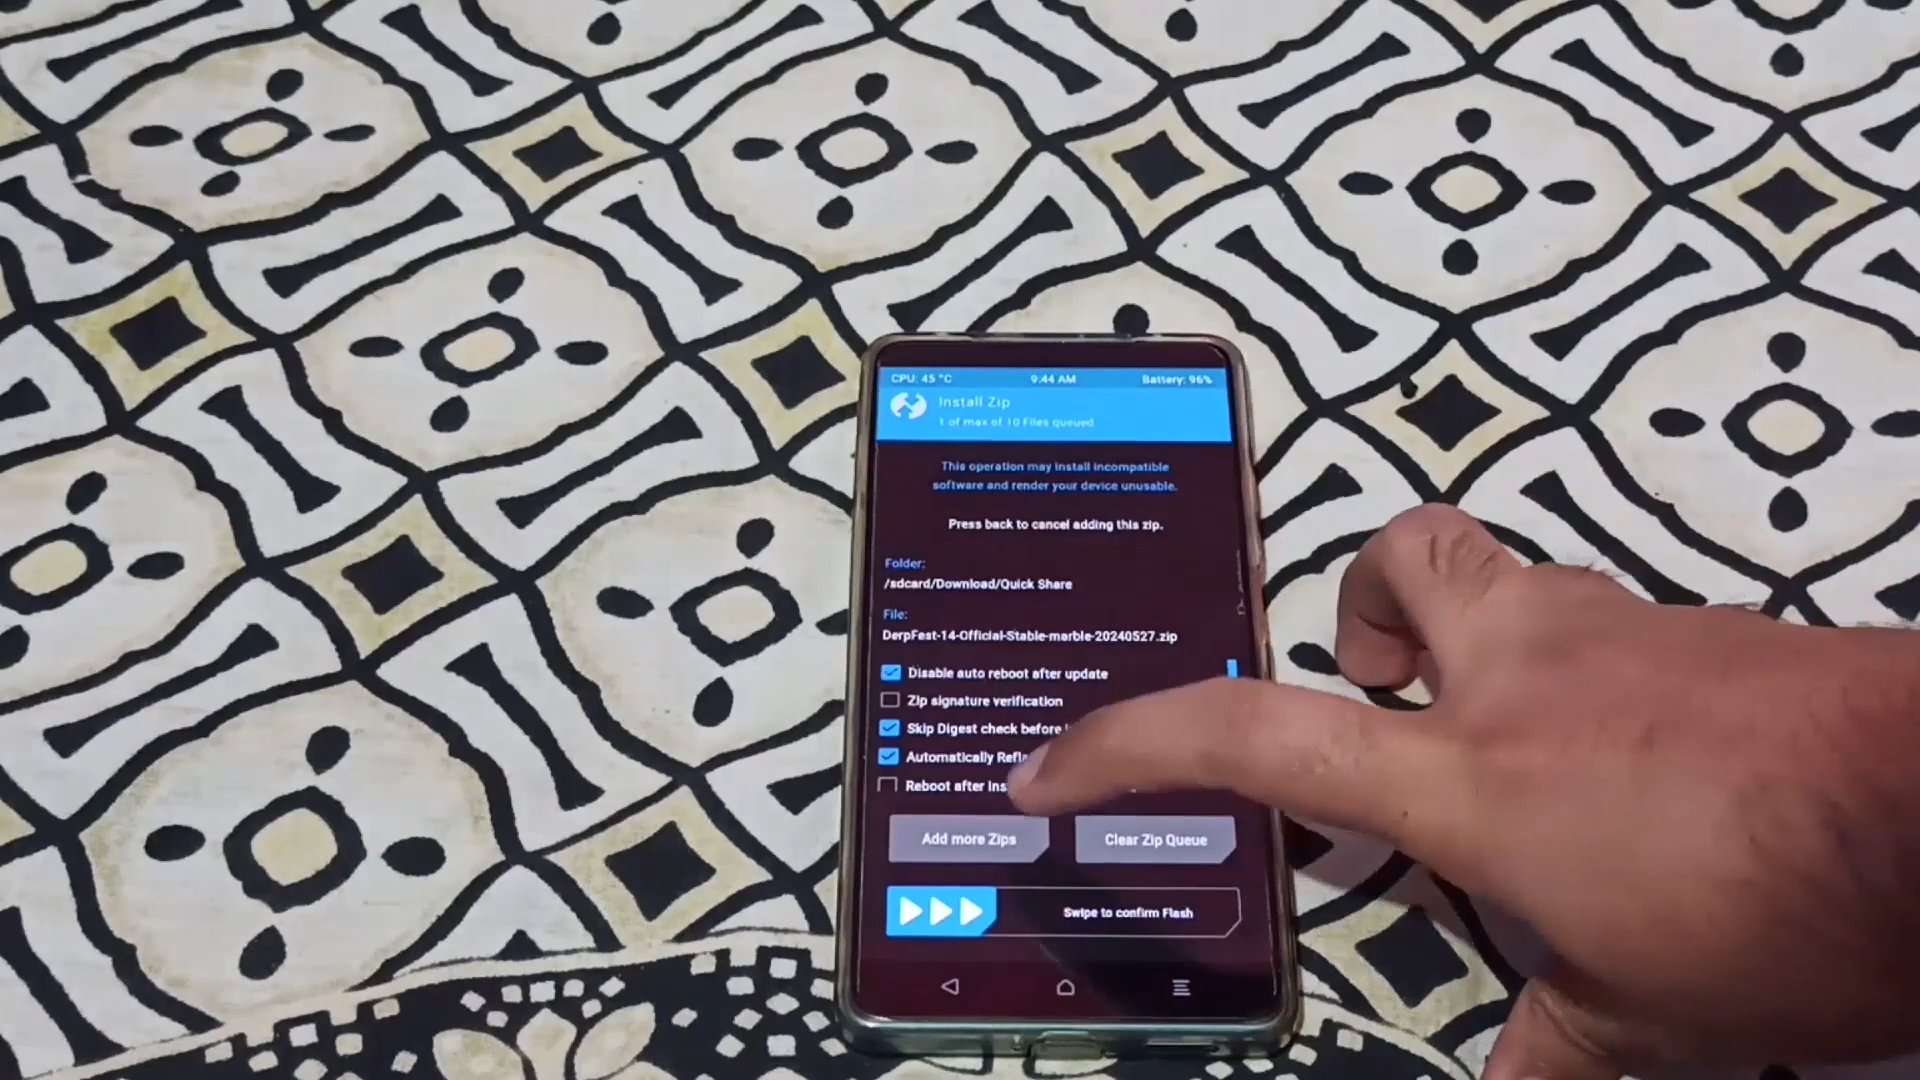 CPU: 45 °C 9:44 AM Battery: 96%
Install Zip
1 of max of 10 Files queued
This operation may install incompatible
software and render your device unusable.
Press back to cancel adding this zip.
Folder:
/sdcard/Download/Quick Share
File:
DerpFest-14-Official-Stable-marble-20240527.zip
Disable auto reboot after update
Zip signature verification
Skip Digest check before
Automatically
Reboot after
Add more Zips Clear Zip Queue
Swipe to confirm Flash